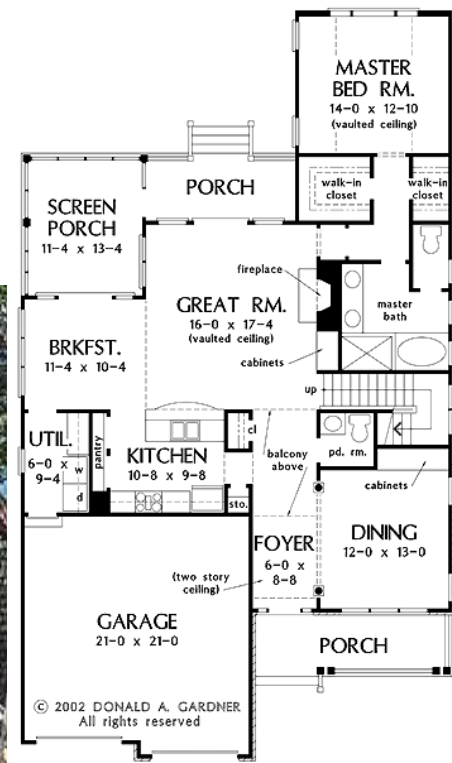 MASTER
BED RM.
14-0 x 12-10
(vaulted ceiling)
walk-in
closet
walk-in
closet
PORCH
SCREEN
PORCH
11-4 x 13-4
fireplace
GREAT RM.
16-0 x 17-4
(vaulted ceiling)
master
bath
cabinets
BRKFST.
11-4 x 10-4
up
UTIL.
6-0 x
9-4
w
d
pantry
KITCHEN
10-8 x 9-8
cl
sto.
balcony
above
pd. rm.
cabinets
DINING
12-0 x 13-0
FOYER
6-0 x
8-8
(two story
ceiling)
GARAGE
21-0 x 21-0
PORCH
© 2002 DONALD A. GARDNER
All rights reserved